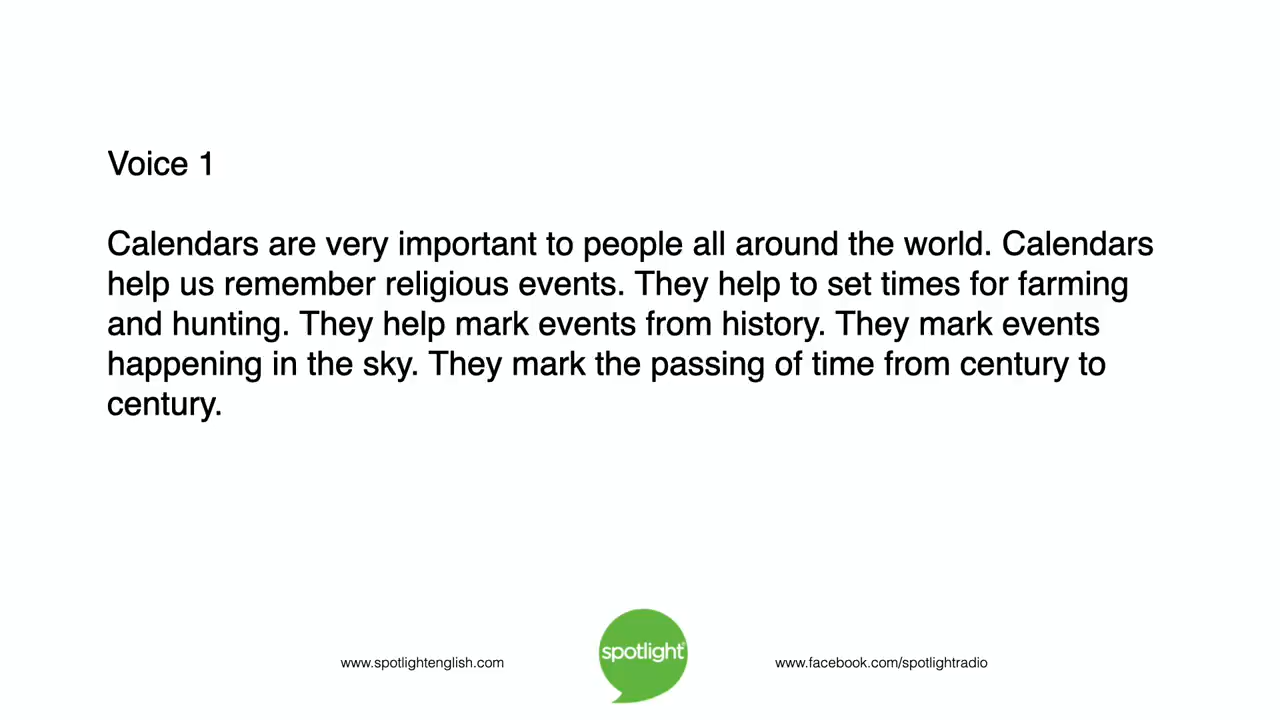 Voice 1
Calendars are very important to people all around the world. Calendars
help us remember religious events. They help to set times for farming
and hunting. They help mark events from history. They mark events
happening in the sky. They mark the passing of time from century to
century.
spotlight
www.spotlightenglish.com
www.facebook.com/spotlightradio